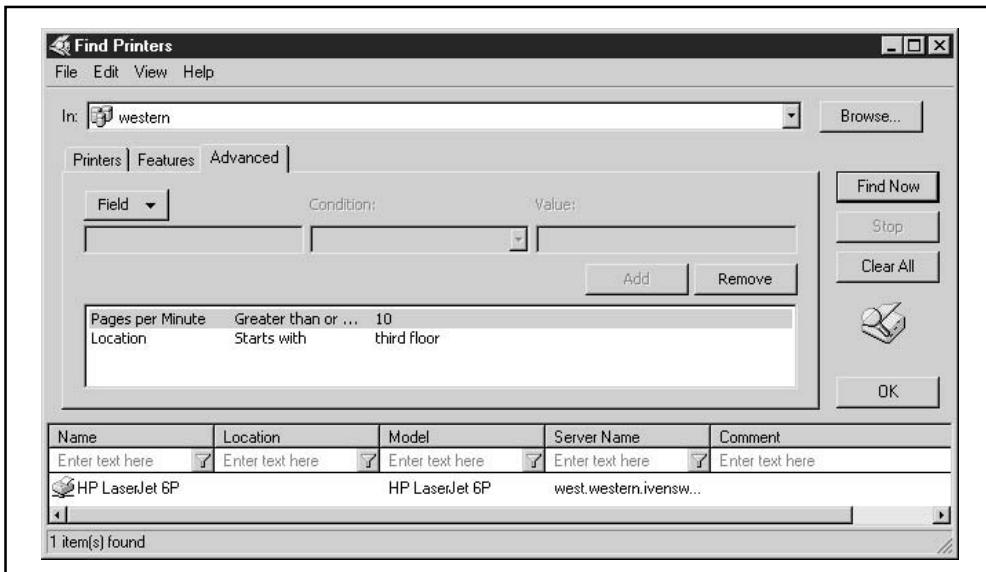 Find Printers
File Edit View Help
In: western Browse...
Printers Features Advanced
Find Now
Field Condition: Value:
Stop
Clear All
Add Remove
Pages per Minute Greater than or ... 10
Location Starts with third floor
OK
Name Location Model Server Name Comment
Enter text here Enter text here Enter text here Enter text here Enter text here
HP LaserJet 6P HP LaserJet 6P west.western.ivensw...
1 item(s) found